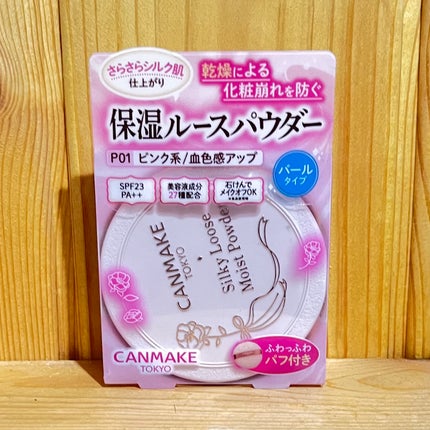 さらさらシルク肌
仕上がり
乾燥による
化粧崩れを防ぐ
保湿ルースパウダー
P01 ピンク系/血色感アップ
パール
タイプ
SPF23
PA++
美容液成分
27種配合
石けんで
メイクオフOK
CANMAKE
TOKYO
Silky Loose
Moist Powder
CANMAKE
TOKYO
ふわっふわ
パフ付き